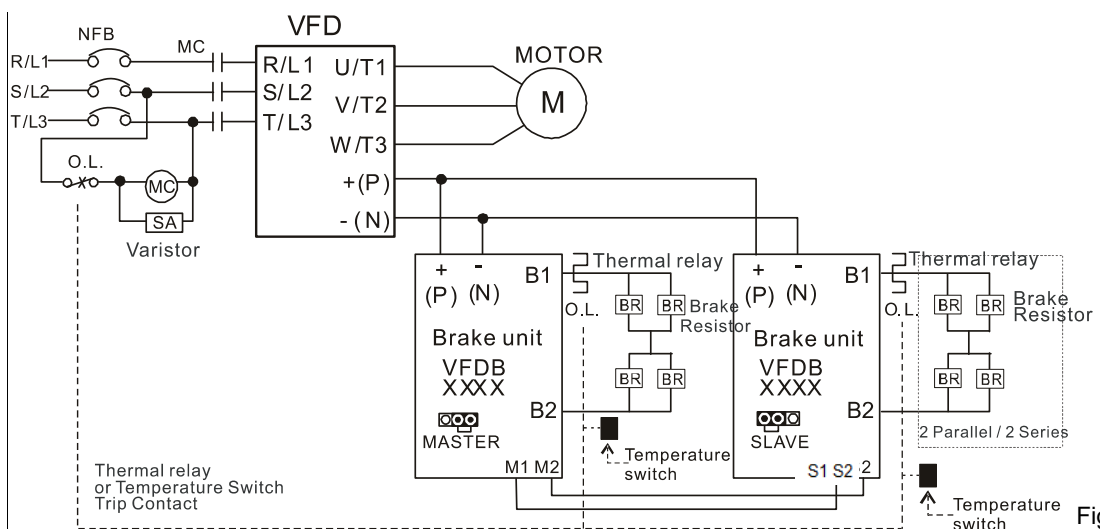 VFD
NFB
MC
MOTOR
R/L1
R/L1
U/T1
S/L2
S/L2
V/T2
M
T/L3
T/L3
W/T3
O.L.
MC
+(P)
SA
-(N)
Varistor
Thermal relay
Thermal relay
+
-
B1
(P)
(N)
O.L.
BR
BR
Brake
Resistor
+
-
B1
(P)
(N)
O.L.
BR
BR
Brake
Resistor
Brake unit
VFDB
XXXX
BR
BR
Brake unit
VFDB
XXXX
BR
BR
B2
B2
MASTER
SLAVE
2 Parallel / 2 Series
Temperature
switch
M1 M2
S1 S2
2
Thermal relay
or Temperature Switch
Trip Contact
Temperature
switch